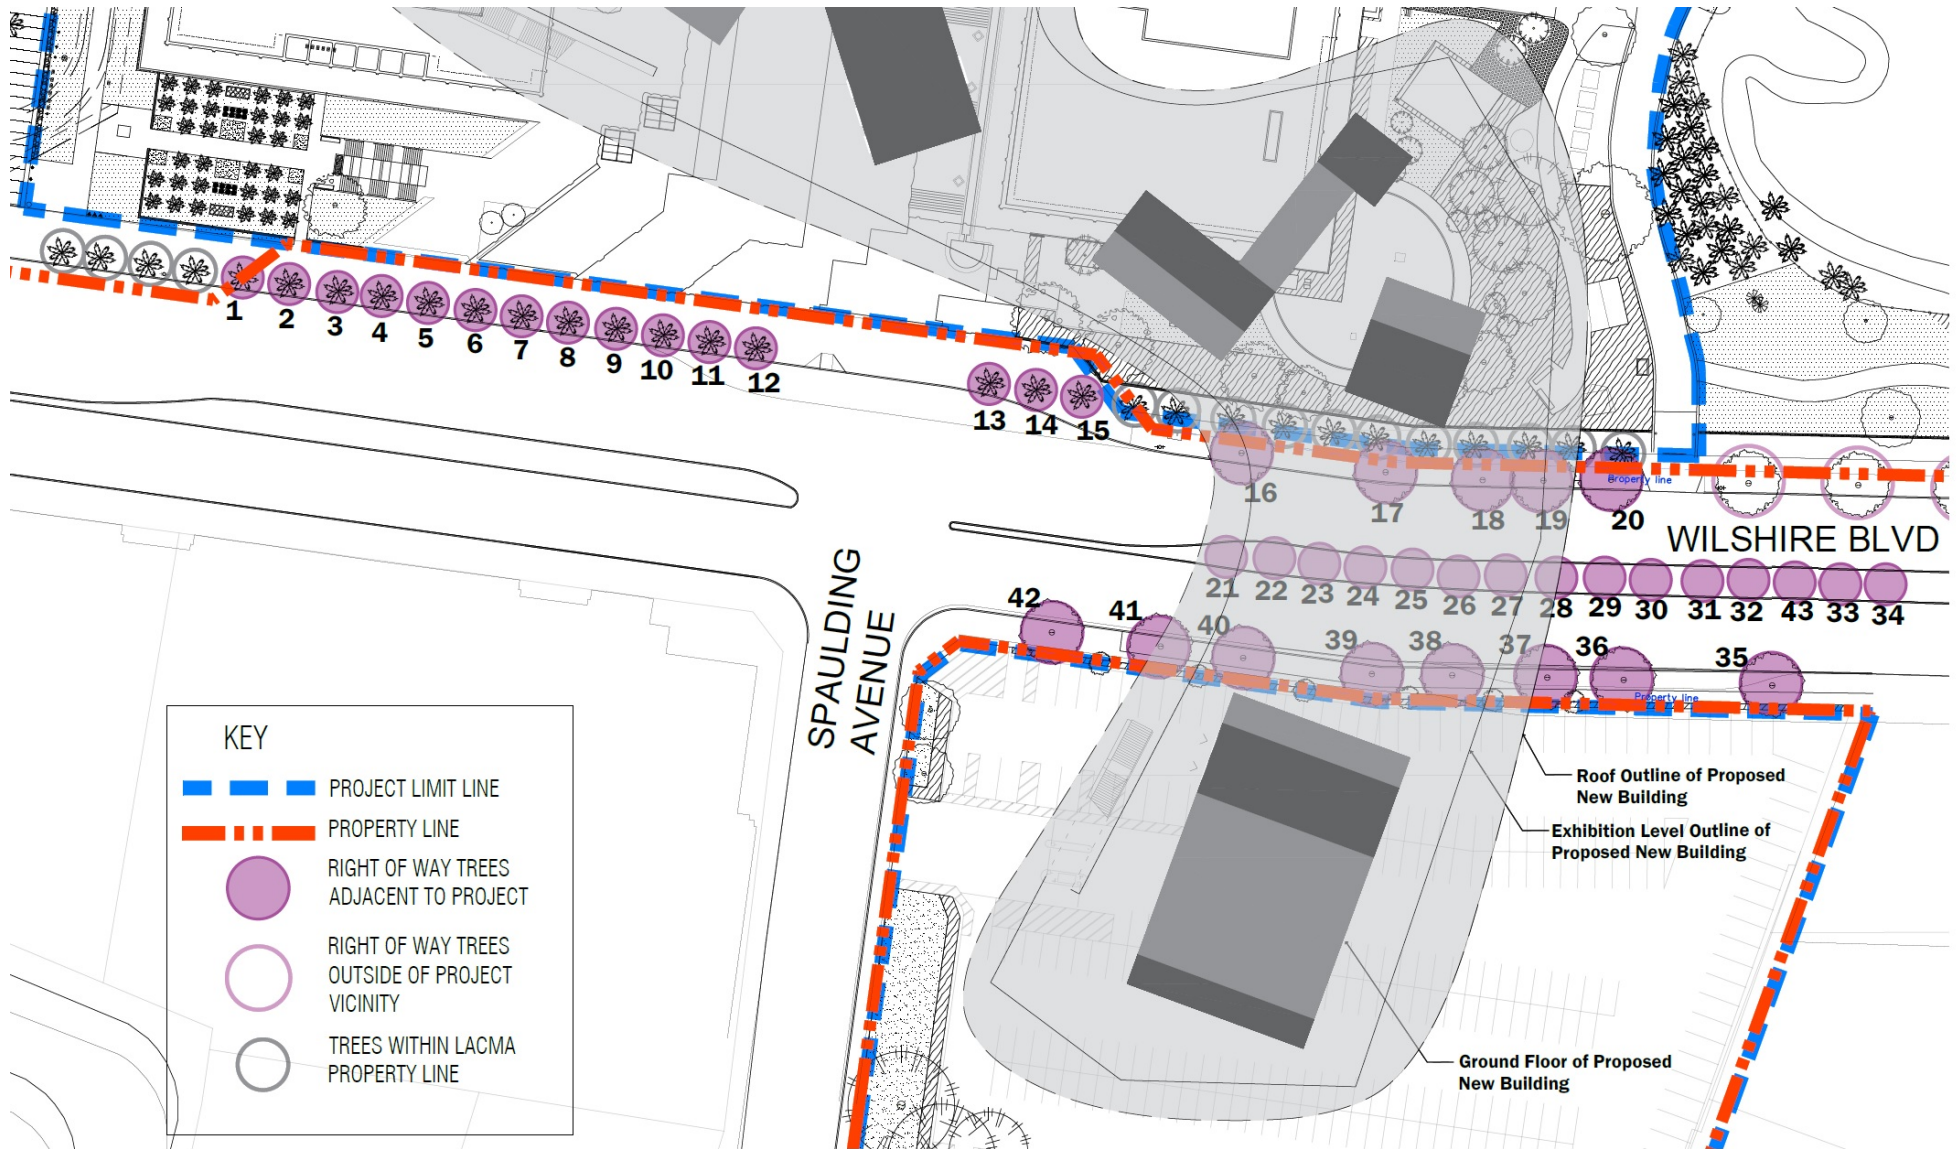 1
2
3
4
5
6
7
8
9
10
11
12
13
14
15
16
17
18
19
20
Property line
WILSHIRE BLVD
21
22
23
24
25
26
27
28
29
30
31
32
43
33
34
42
41
40
39
38
37
36
35
Property line
SPAULDING
AVENUE
KEY
PROJECT LIMIT LINE
PROPERTY LINE
RIGHT OF WAY TREES
ADJACENT TO PROJECT
RIGHT OF WAY TREES
OUTSIDE OF PROJECT
VICINITY
TREES WITHIN LACMA
PROPERTY LINE
Roof Outline of Proposed
New Building
Exhibition Level Outline of
Proposed New Building
Ground Floor of Proposed
New Building